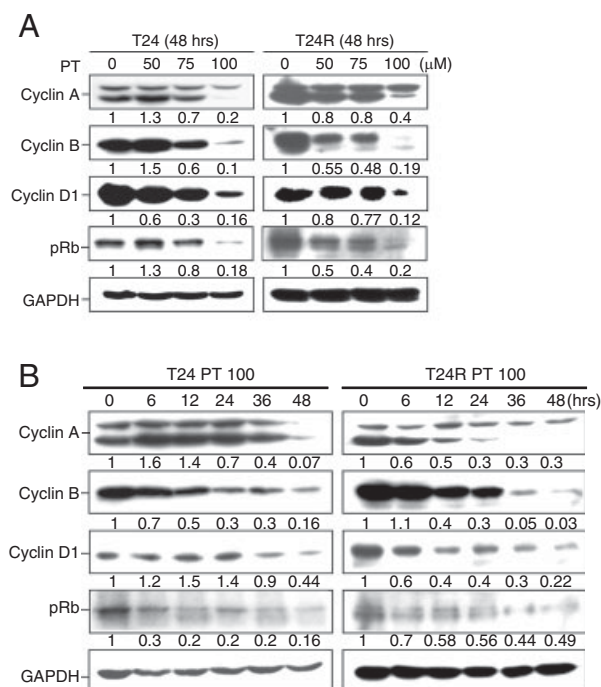 A
T24 (48 hrs) T24R (48 hrs)
PT 0 50 75 100 0 50 75 100 (μM)
Cyclin A
1 1.3 0.7 0.2 1 0.8 0.8 0.4
Cyclin B
1 1.5 0.6 0.1 1 0.55 0.48 0.19
Cyclin D1
1 0.6 0.3 0.16 1 0.8 0.77 0.12
pRb
1 1.3 0.8 0.18 1 0.5 0.4 0.2
GAPDH
B
T24 PT 100 T24R PT 100
0 6 12 24 36 48 0 6 12 24 36 48 (hrs)
Cyclin A
1 1.6 1.4 0.7 0.4 0.07 1 0.6 0.5 0.3 0.3 0.3
Cyclin B
1 0.7 0.5 0.3 0.3 0.16 1 1.1 0.4 0.3 0.05 0.03
Cyclin D1
1 1.2 1.5 1.4 0.9 0.44 1 0.6 0.4 0.4 0.3 0.22
pRb
1 0.3 0.2 0.2 0.2 0.16 1 0.7 0.58 0.56 0.44 0.49
GAPDH